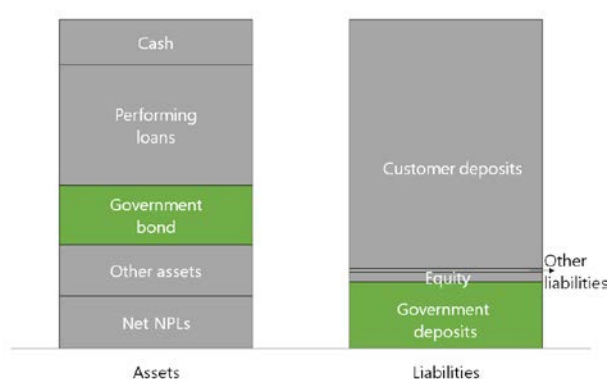 Cash
Performing
loans
Government
bond
Other assets
Net NPLs
Assets
Customer deposits
Other
liabilities
Equity
Government
deposits
Liabilities